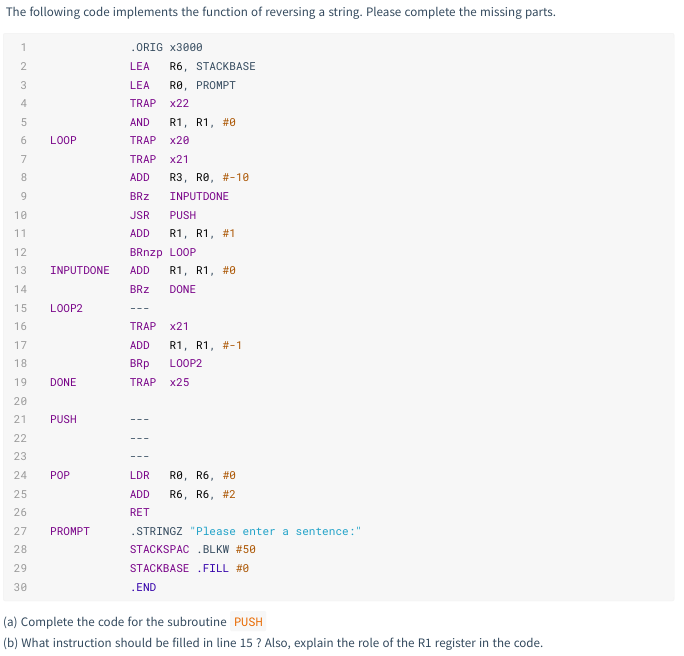 The following code implements the function of reversing a string. Please complete the missing parts.
1 .ORIG x3000
2 LEA R6, STACKBASE
3 LEA R0, PROMPT
4 TRAP x22
5 AND R1, R1, #0
6 LOOP TRAP x20
7 TRAP x21
8 ADD R3, R0, #-10
9 BRz INPUTDONE
10 JSR PUSH
11 ADD R1, R1, #1
12 BRnzp LOOP
13 INPUTDONE ADD R1, R1, #0
14 BRz DONE
15 LOOP2 ---
16 TRAP x21
17 ADD R1, R1, #-1
18 BRp LOOP2
19 DONE TRAP x25
20
21 PUSH ---
22 ---
23 ---
24 POP LDR R0, R6, #0
25 ADD R6, R6, #2
26 RET
27 PROMPT .STRINGZ "Please enter a sentence:"
28 STACKSPAC .BLKW #50
29 STACKBASE .FILL #0
30 .END
(a) Complete the code for the subroutine PUSH
(b) What instruction should be filled in line 15 ? Also, explain the role of the R1 register in the code.